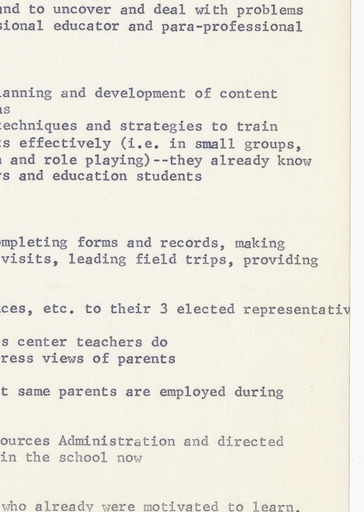 and to uncover and deal with problems
sional educator and para-professional
lanning and development of content
ns
techniques and strategies to train
ts effectively (i.e. in small groups,
n and role playing)--they already know
rs and education students
ompleting forms and records, making
visits, leading field trips, providing
ces, etc. to their 3 elected representativ
s center teachers do
ress views of parents
t same parents are employed during
ources Administration and directed
in the school now
who already were motivated to learn.